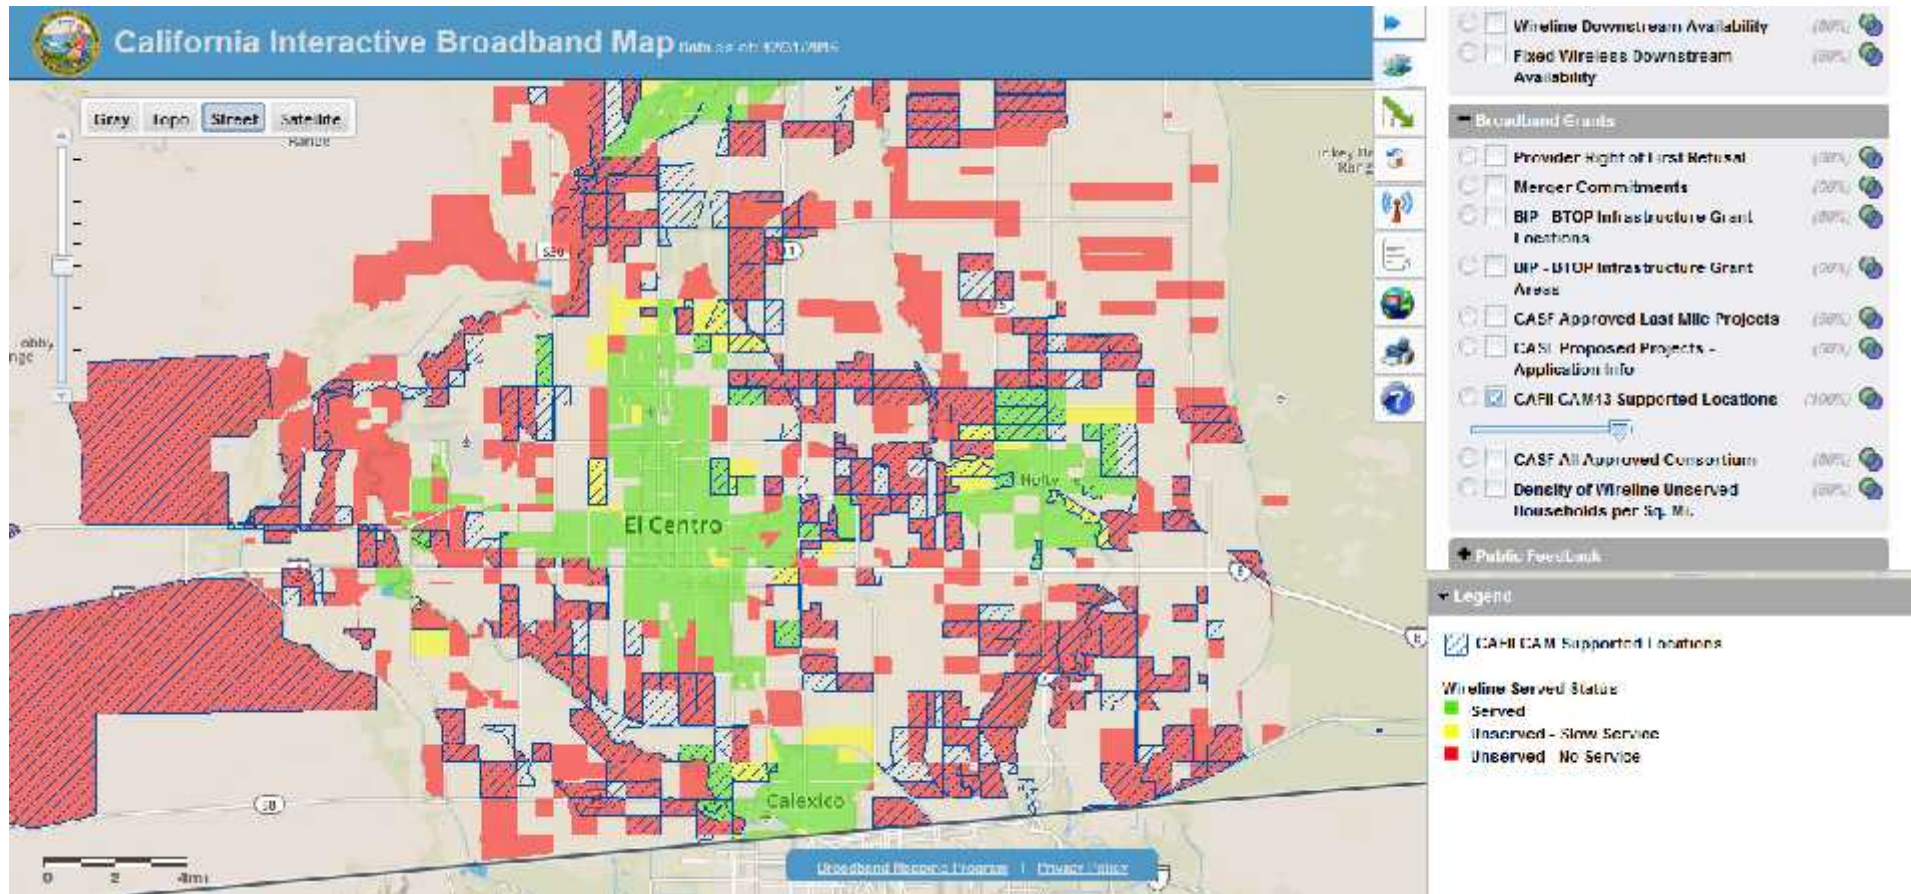 California Interactive Broadband Map
Gray Topo Street Satellite
Range
S30
El Centro
Calexico
8
8
0 2 4mi
Broadband Mapping Program | Privacy Policy
Wireline Downstream Availability
Fixed Wireless Downstream
Availability
Broadband Grants
Provider Right of First Refusal
Merger Commitments
BIP - BTOP Infrastructure Grant
Locations
BIP - BTOP Infrastructure Grant
Areas
CASF Approved Last Mile Projects
CASF Proposed Projects -
Application Info
CAFII CAM43 Supported Locations (100%)
CASF All Approved Consortium
Density of Wireline Unserved
Households per Sq. Mi.
Public Feedback
Legend
CAFII CAM Supported Locations
Wireline Served Status
Served
Unserved - Slow Service
Unserved - No Service